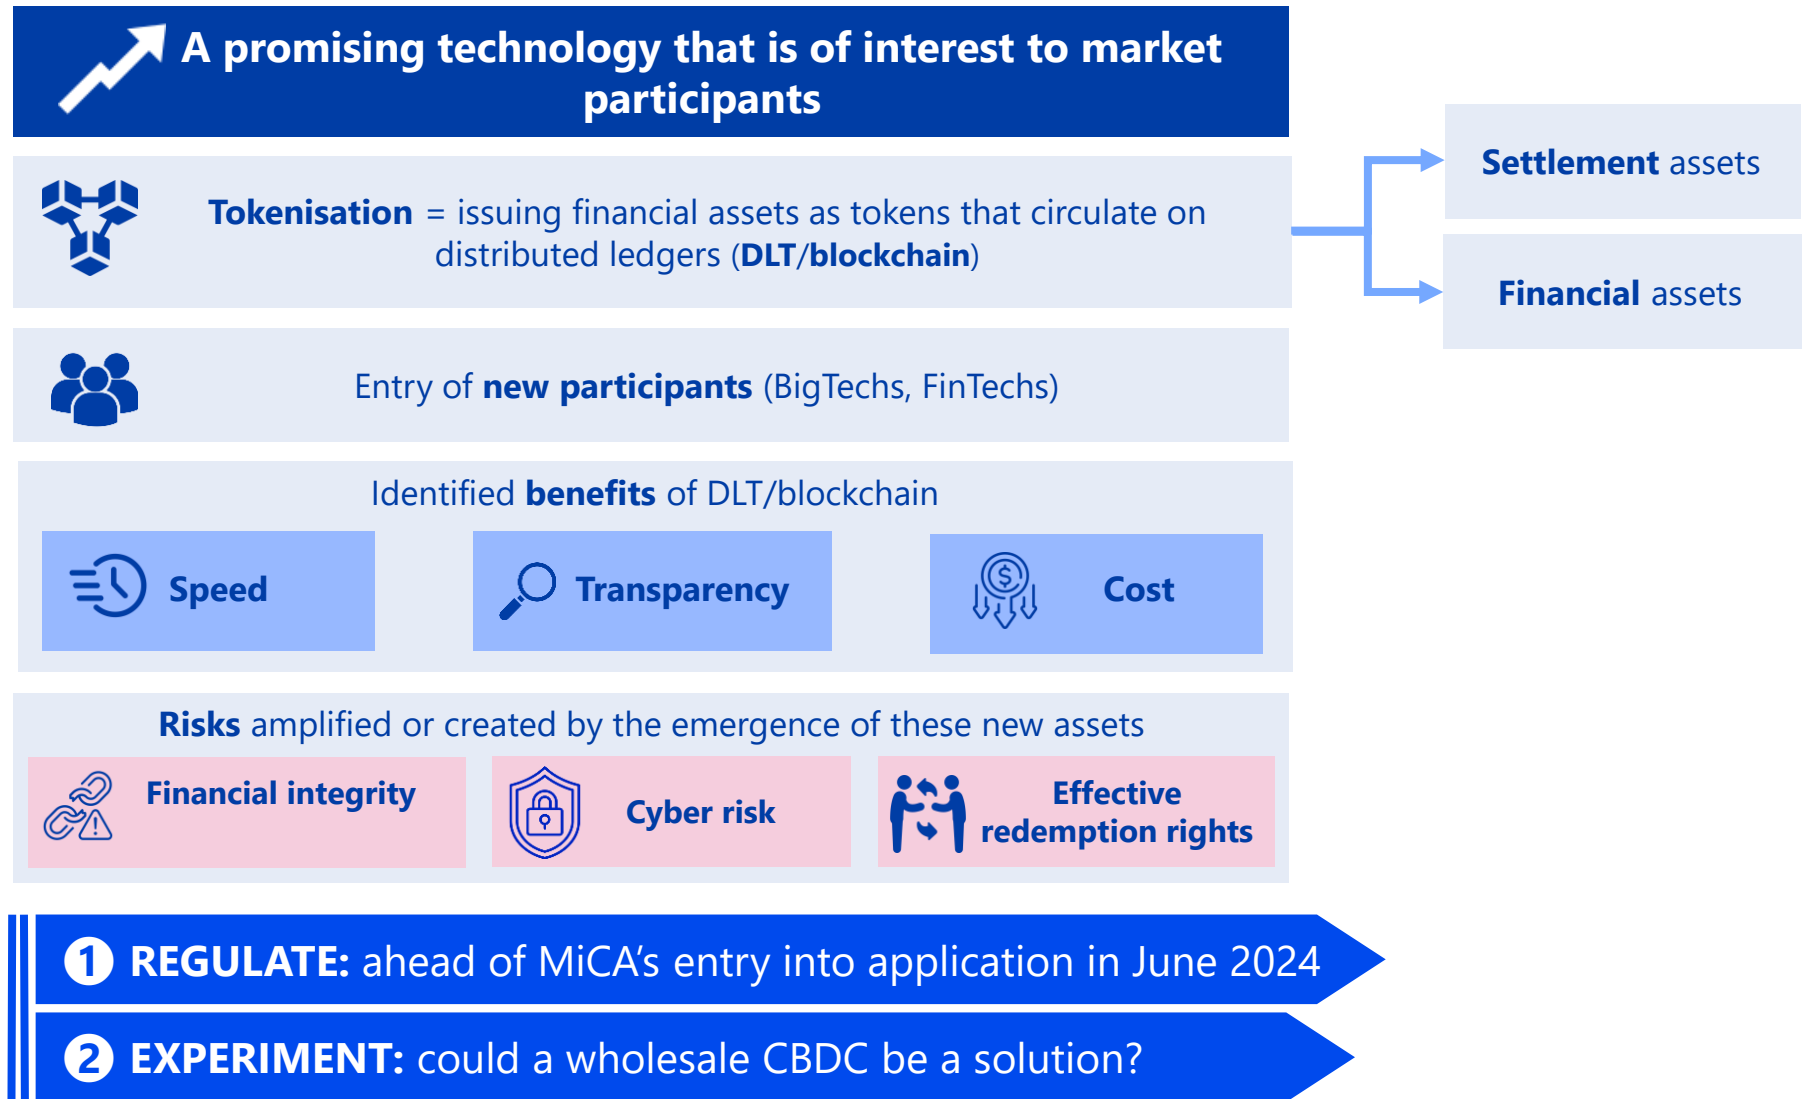 A promising technology that is of interest to market
participants
Tokenisation = issuing financial assets as tokens that circulate on
distributed ledgers (DLT/blockchain)
Settlement assets
Financial assets
Entry of new participants (BigTechs, FinTechs)
Identified benefits of DLT/blockchain
Speed
Transparency
$
Cost
Risks amplified or created by the emergence of these new assets
Financial integrity
Cyber risk
Effective
redemption rights
1 REGULATE: ahead of MiCA‘s entry into application in June 2024
2 EXPERIMENT: could a wholesale CBDC be a solution?